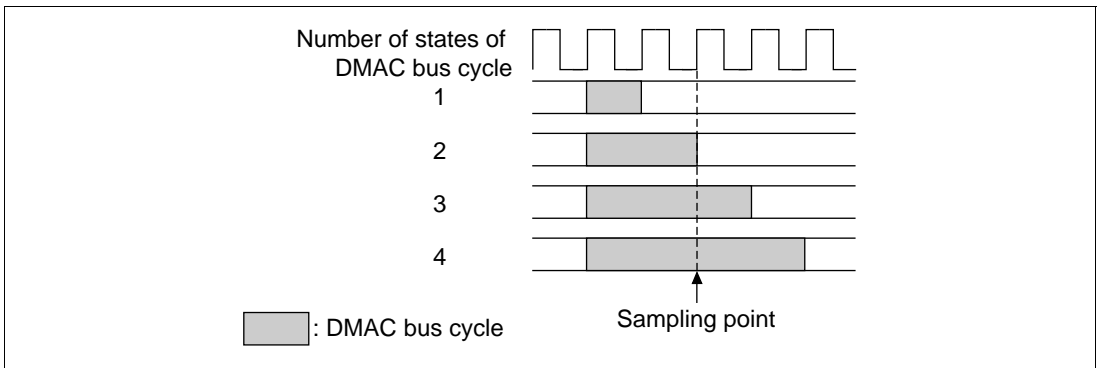 Number of states of
DMAC bus cycle
1
2
3
4
Sampling point
: DMAC bus cycle